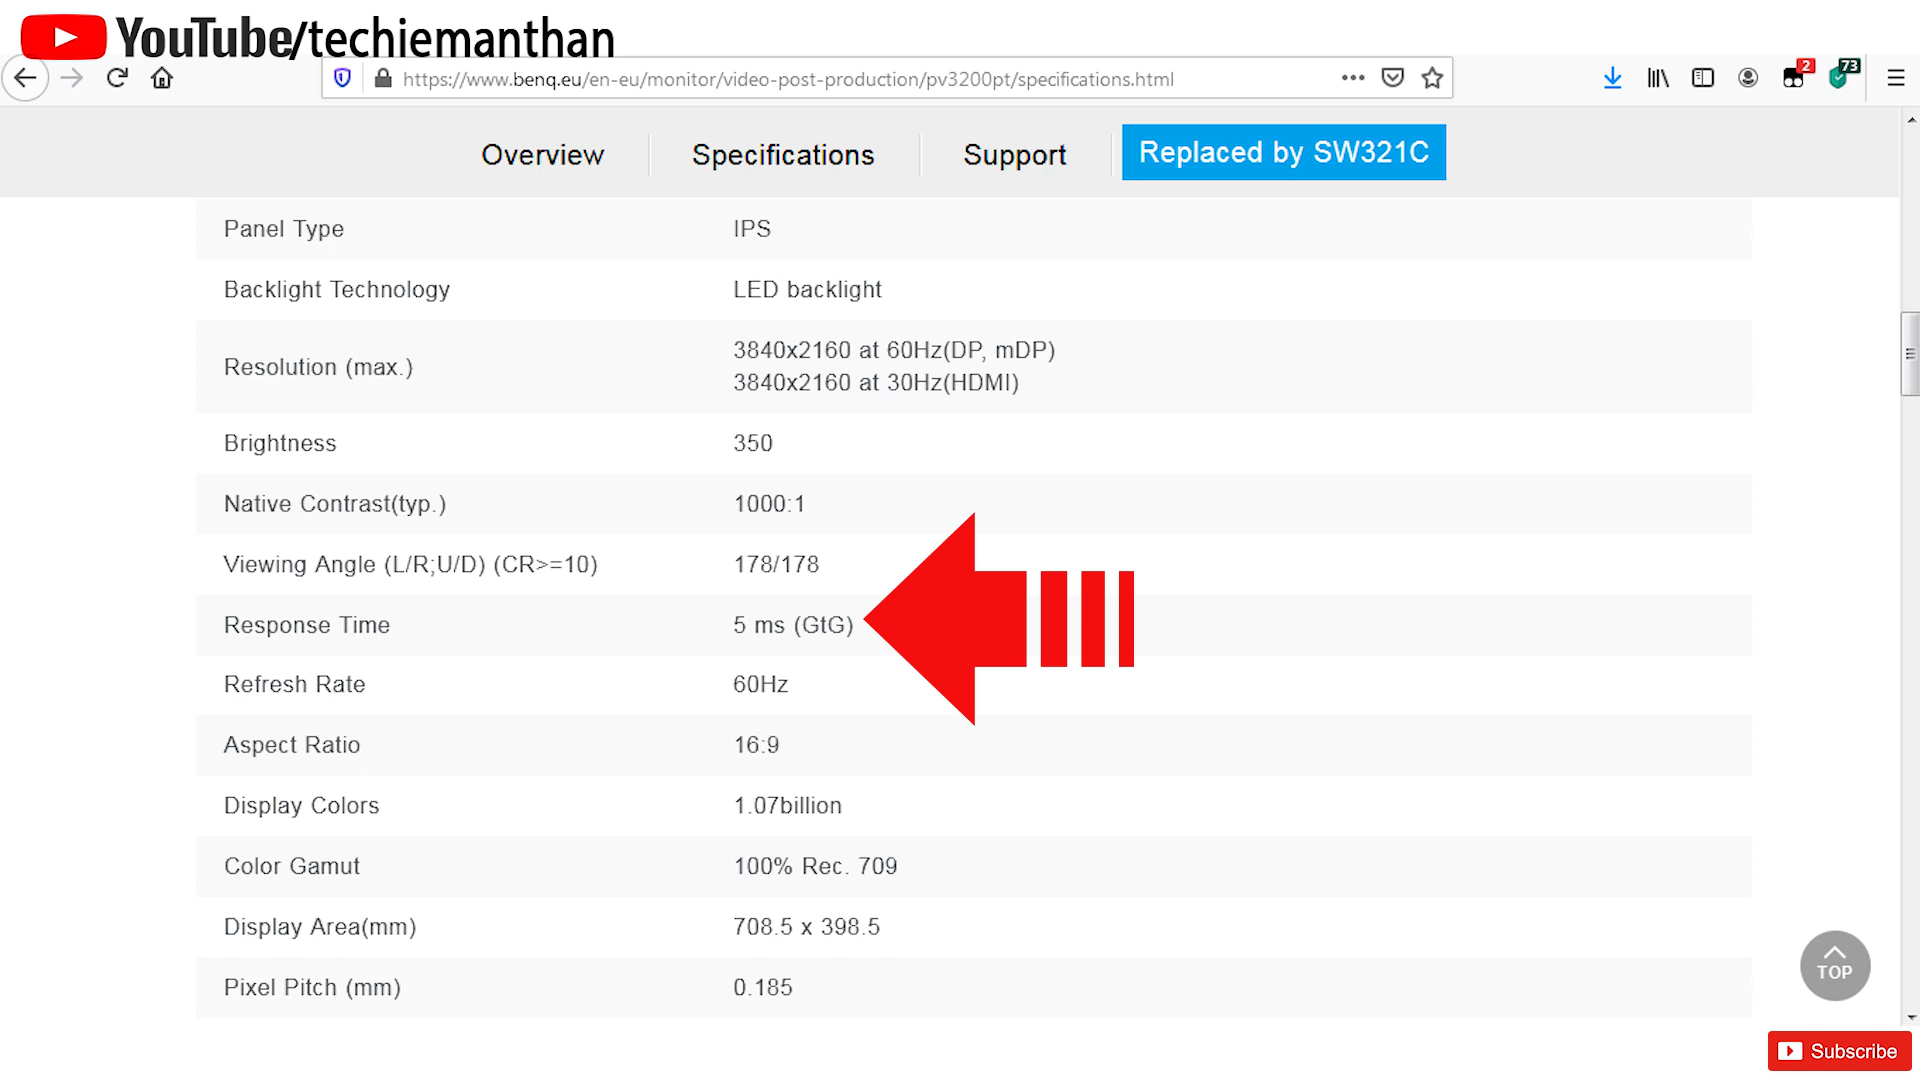 YouTube/techiemanthan
https://www.benq.eu/en-eu/monitor/video-post-production/pv3200pt/specifications.html
2
73
Overview
Specifications
Support
Replaced by SW321C
Panel Type IPS
Backlight Technology LED backlight
Resolution (max.) 3840x2160 at 60Hz(DP, mDP)
3840x2160 at 30Hz(HDMI)
Brightness 350
Native Contrast(typ.) 1000:1
Viewing Angle (L/R;U/D) (CR>=10) 178/178
Response Time 5 ms (GtG)
Refresh Rate 60Hz
Aspect Ratio 16:9
Display Colors 1.07billion
Color Gamut 100% Rec. 709
Display Area(mm) 708.5 x 398.5
Pixel Pitch (mm) 0.185
TOP
Subscribe